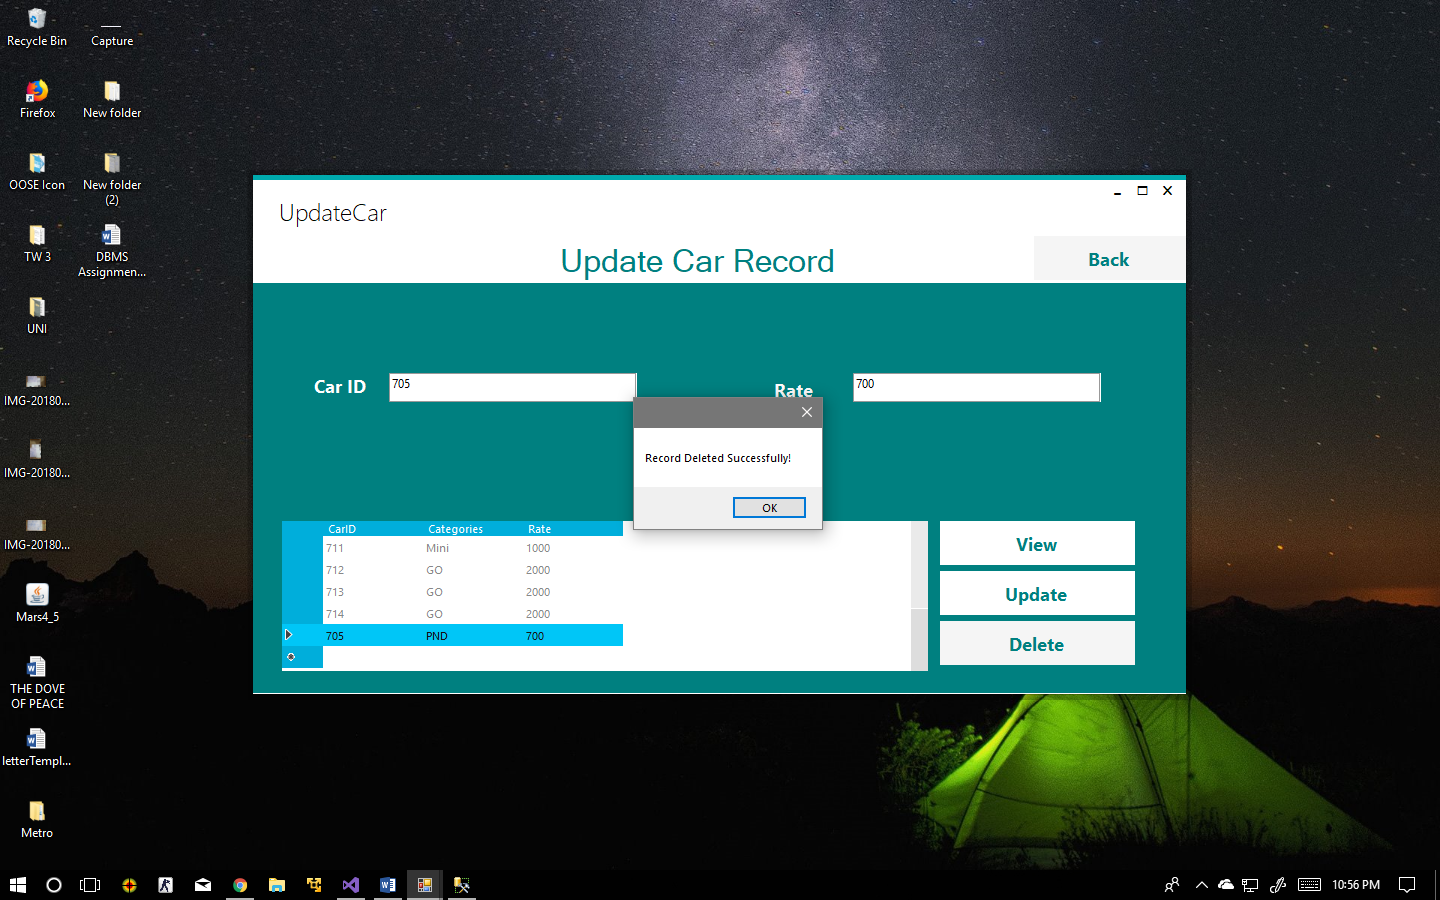 Recycle Bin
Capture
Firefox
New folder
OOSE Icon
New folder
(2)
TW 3
DBMS
Assignmen...
UNI
IMG-20180...
IMG-20180...
IMG-20180...
Mars4_5
THE DOVE
OF PEACE
letterTempl...
Metro
UpdateCar
Update Car Record
Back
Car ID
705
Rate
700
Record Deleted Successfully!
OK
CarID Categories Rate
711 Mini 1000
712 GO 2000
713 GO 2000
714 GO 2000
705 PND 700
View
Update
Delete
10:56 PM